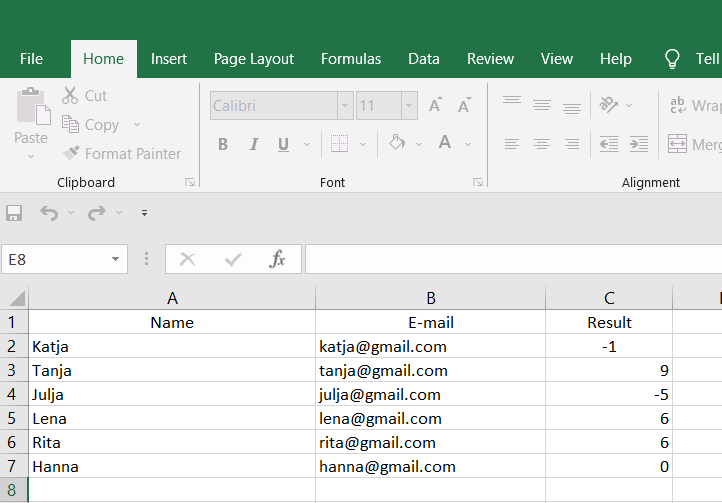 File Home Insert Page Layout Formulas Data Review View Help Tell
Cut
Calibri 11 A A ab Wrap
Copy
Paste
Format Painter B I U A Merg
Clipboard Font Alignment
E8 fx
A B C
1 Name E-mail Result
2 Katja katja@gmail.com -1
3 Tanja tanja@gmail.com 9
4 Julja julja@gmail.com -5
5 Lena lena@gmail.com 6
6 Rita rita@gmail.com 6
7 Hanna hanna@gmail.com 0
8